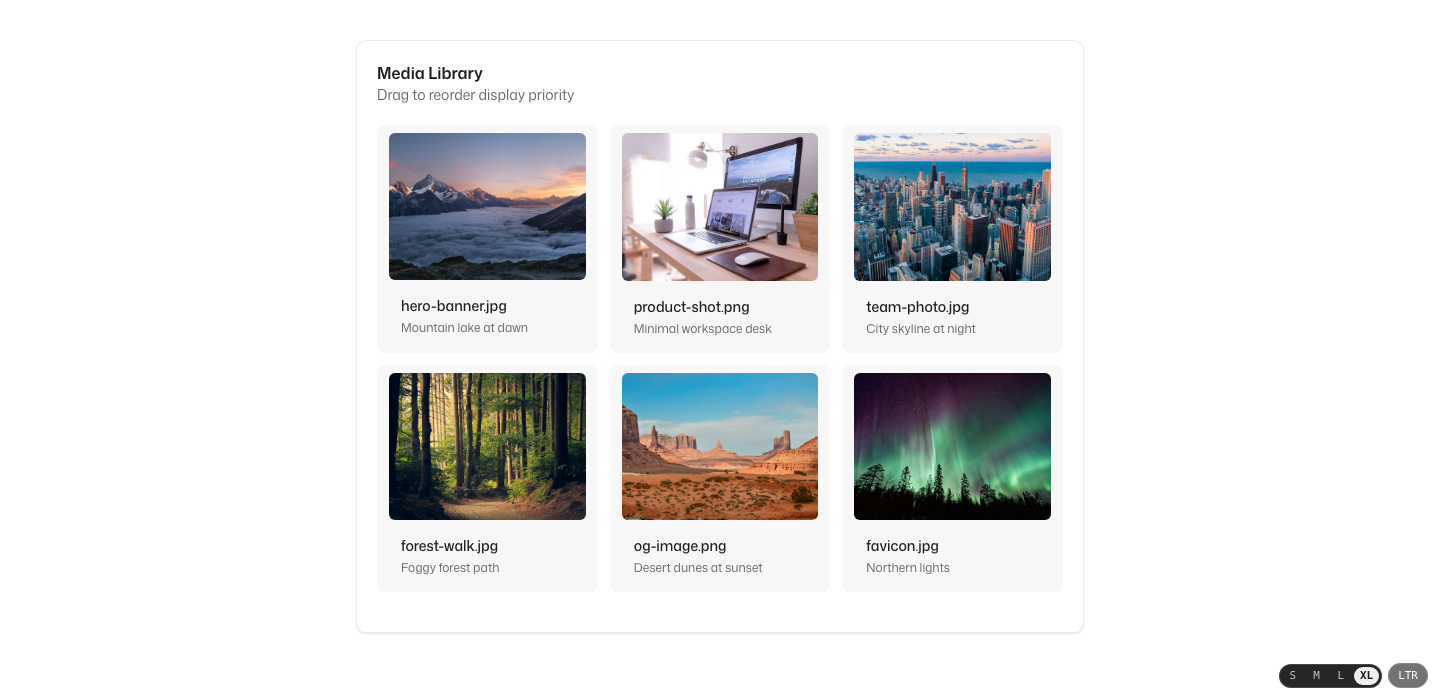 Media Library
Drag to reorder display priority
hero-banner.jpg
Mountain lake at dawn
product-shot.png
Minimal workspace desk
team-photo.jpg
City skyline at night
forest-walk.jpg
Foggy forest path
og-image.png
Desert dunes at sunset
favicon.jpg
Northern lights
S M L XL LTR